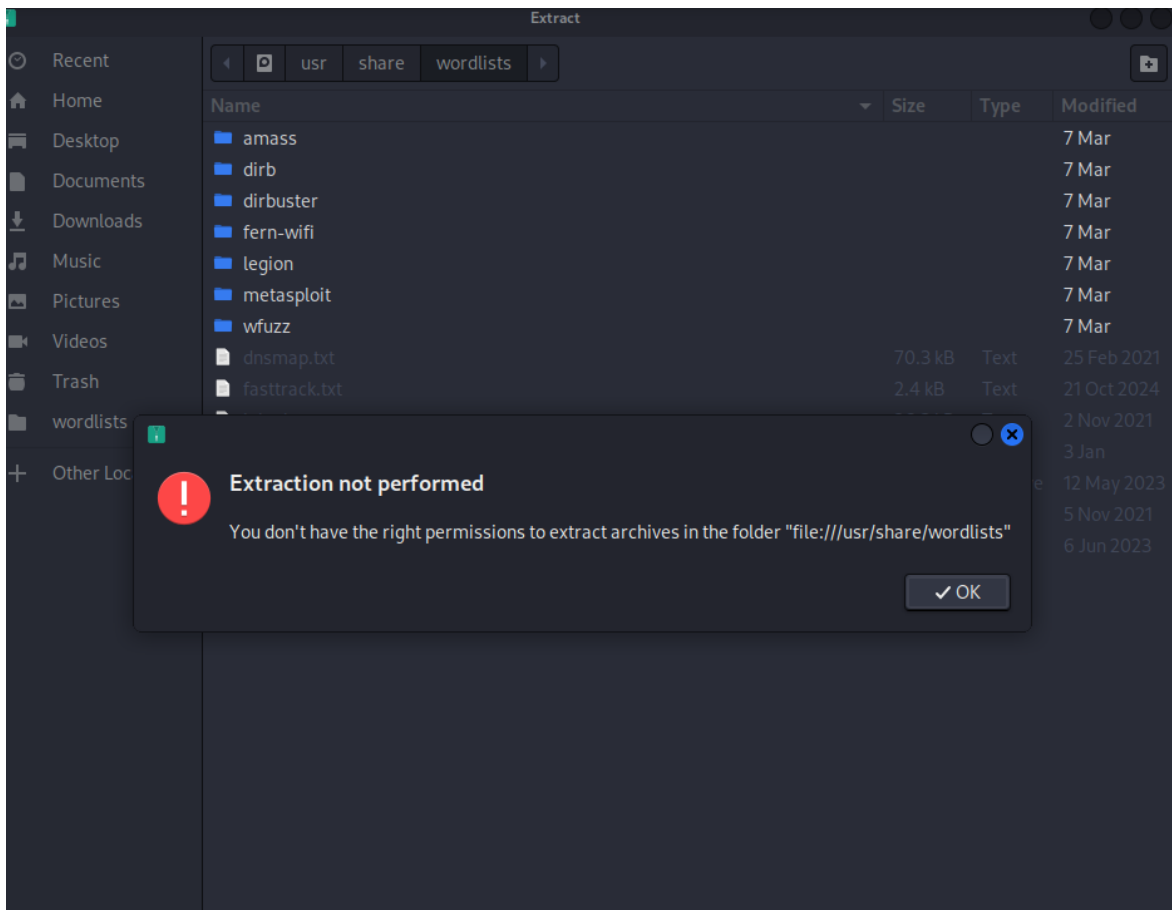 Extract
Recent
Home
Desktop
Documents
Downloads
Music
Pictures
Videos
Trash
wordlists
Other Loc
usr share wordlists
Name Size Type Modified
amass 7 Mar
dirb 7 Mar
dirbuster 7 Mar
fern-wifi 7 Mar
legion 7 Mar
metasploit 7 Mar
wfuzz 7 Mar
dnsmap.txt 70.3 kB Text 25 Feb 2021
fasttrack.txt 2.4 kB Text 21 Oct 2024
2 Nov 2021
3 Jan
e 12 May 2023
5 Nov 2021
6 Jun 2023
Extraction not performed
You don't have the right permissions to extract archives in the folder "file:///usr/share/wordlists"
OK